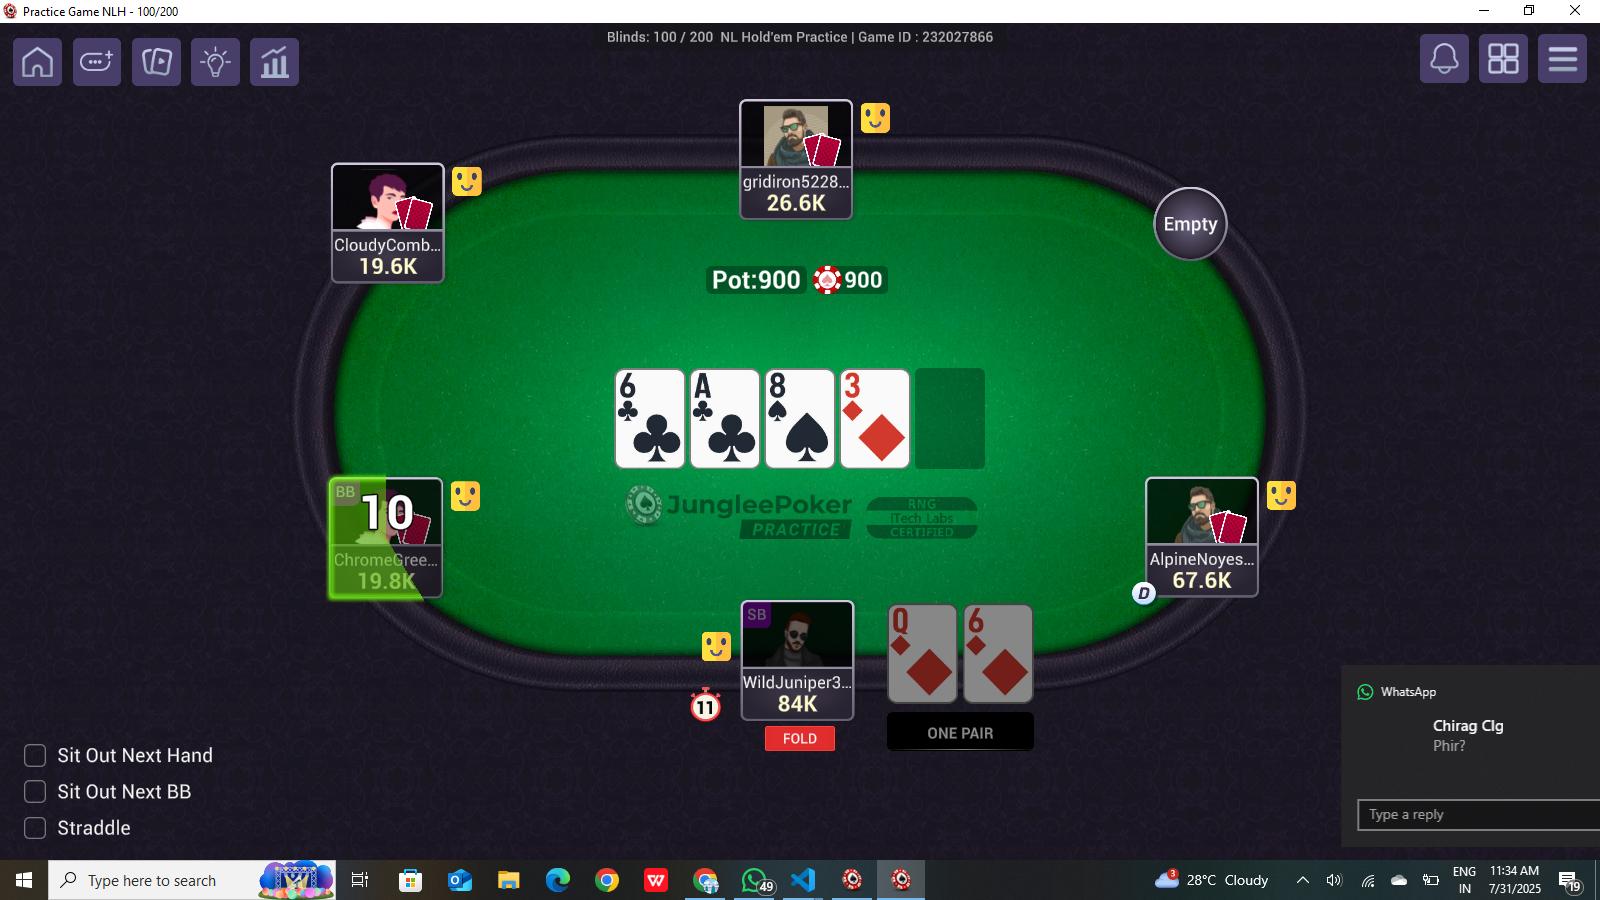 Practice Game NLH - 100/200
Blinds: 100 / 200 NL Hold'em Practice | Game ID : 232027866
gridiron5228...
26.6K
CloudyComb...
19.6K
Empty
Pot:900
900
6
A
8
3
JungleePoker
PRACTICE
RNG
iTech Labs
CERTIFIED
BB
10
ChromeGree...
19.8K
AlpineNoyes...
67.6K
D
SB
WildJuniper3...
84K
11
FOLD
Q
6
ONE PAIR
WhatsApp
Chirag Clg
Phir?
Type a reply
Sit Out Next Hand
Sit Out Next BB
Straddle
Type here to search
W
49
3
28°C Cloudy
ENG
IN
11:34 AM
7/31/2025
19